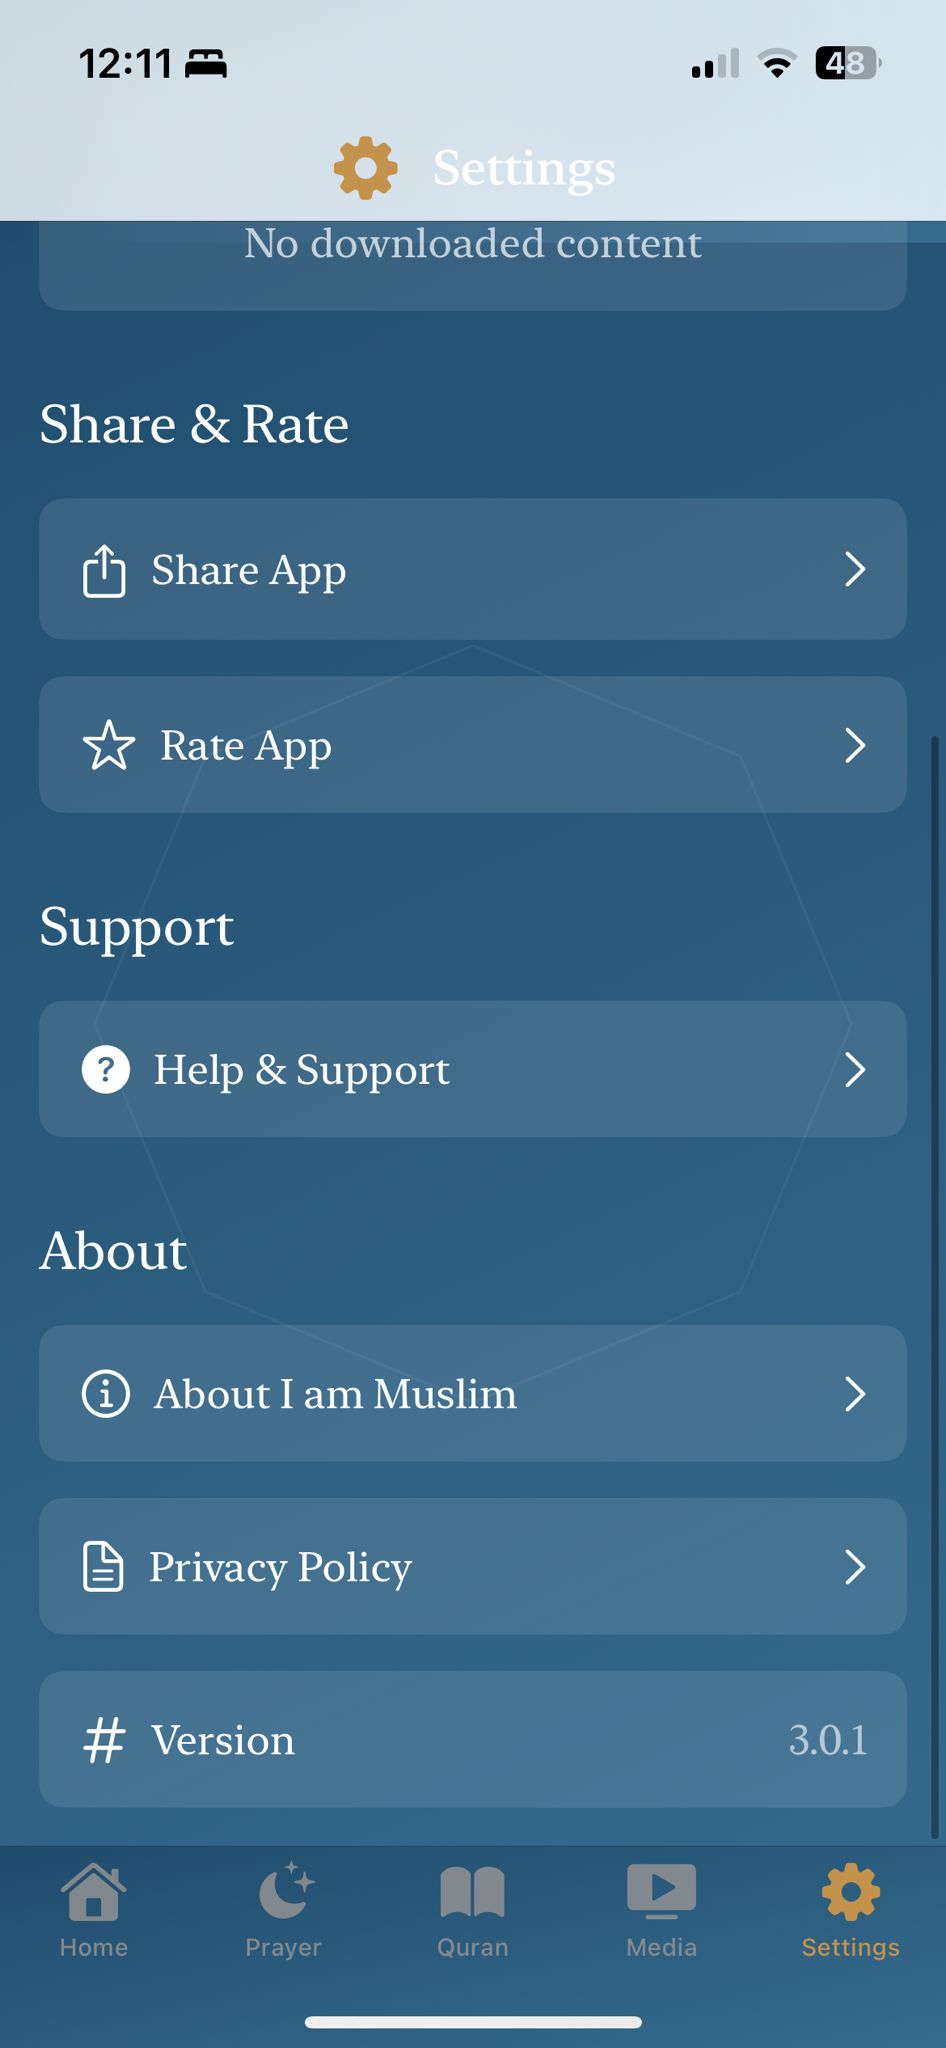 12:11
48
Settings
No downloaded content
Share & Rate
Share App
Rate App
Support
? Help & Support
About
About I am Muslim
Privacy Policy
# Version 3.0.1
Home Prayer Quran Media Settings